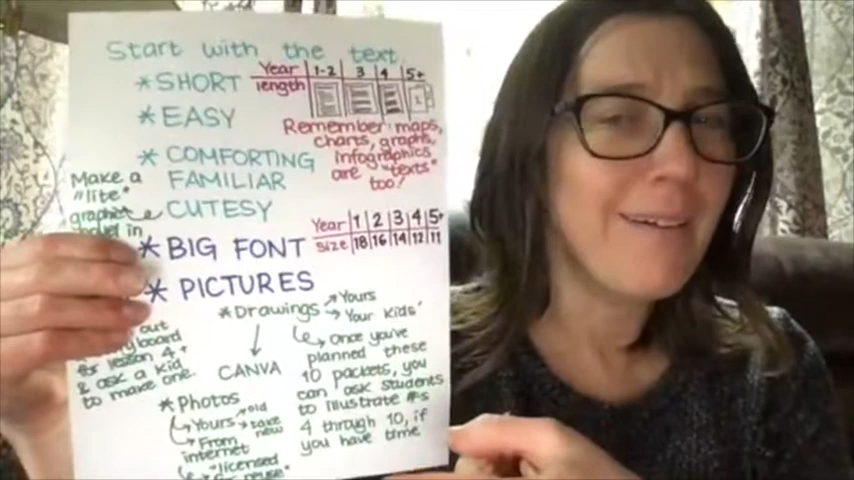 Start with the text
*SHORT
Year 1-2 3 4 5+
length
*EASY
Remember: maps,
charts, graphs,
infographics
are "texts"
too!
*COMFORTING
FAMILIAR
CUTESY
Make a
"lite"
graphic
in
*BIG FONT
Year 1 2 3 4 5+
size 18 16 14 12 11
*PICTURES
*Drawings → Yours
→ Your Kids'
CANVA
once you've
planned these
10 packets, you
can ask students
to illustrate #s
4 through 10, if
you have time
out
board
for lesson 4+
& ask a kid
to make one.
*Photos
Yours → old
→ take
new
From
internet
"licensed
for reuse"